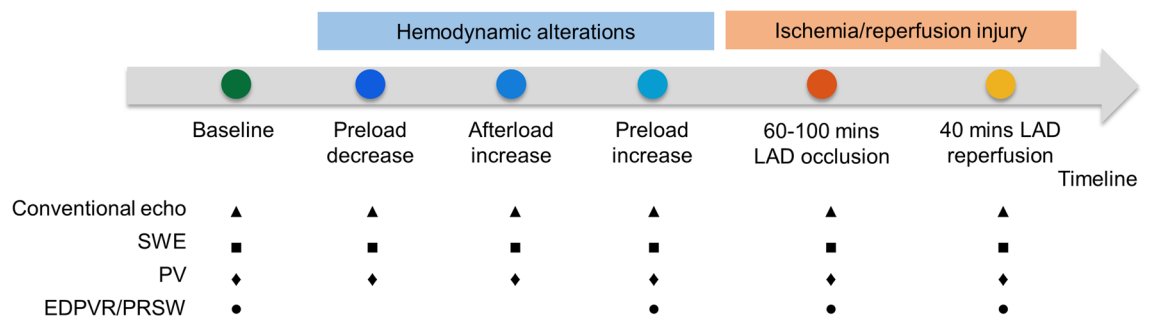 Hemodynamic alterations
Ischemia/reperfusion injury
Baseline
Preload
decrease
Afterload
increase
Preload
increase
60-100 mins
LAD occlusion
40 mins LAD
reperfusion
Timeline
Conventional echo
SWE
PV
EDPVR/PRSW